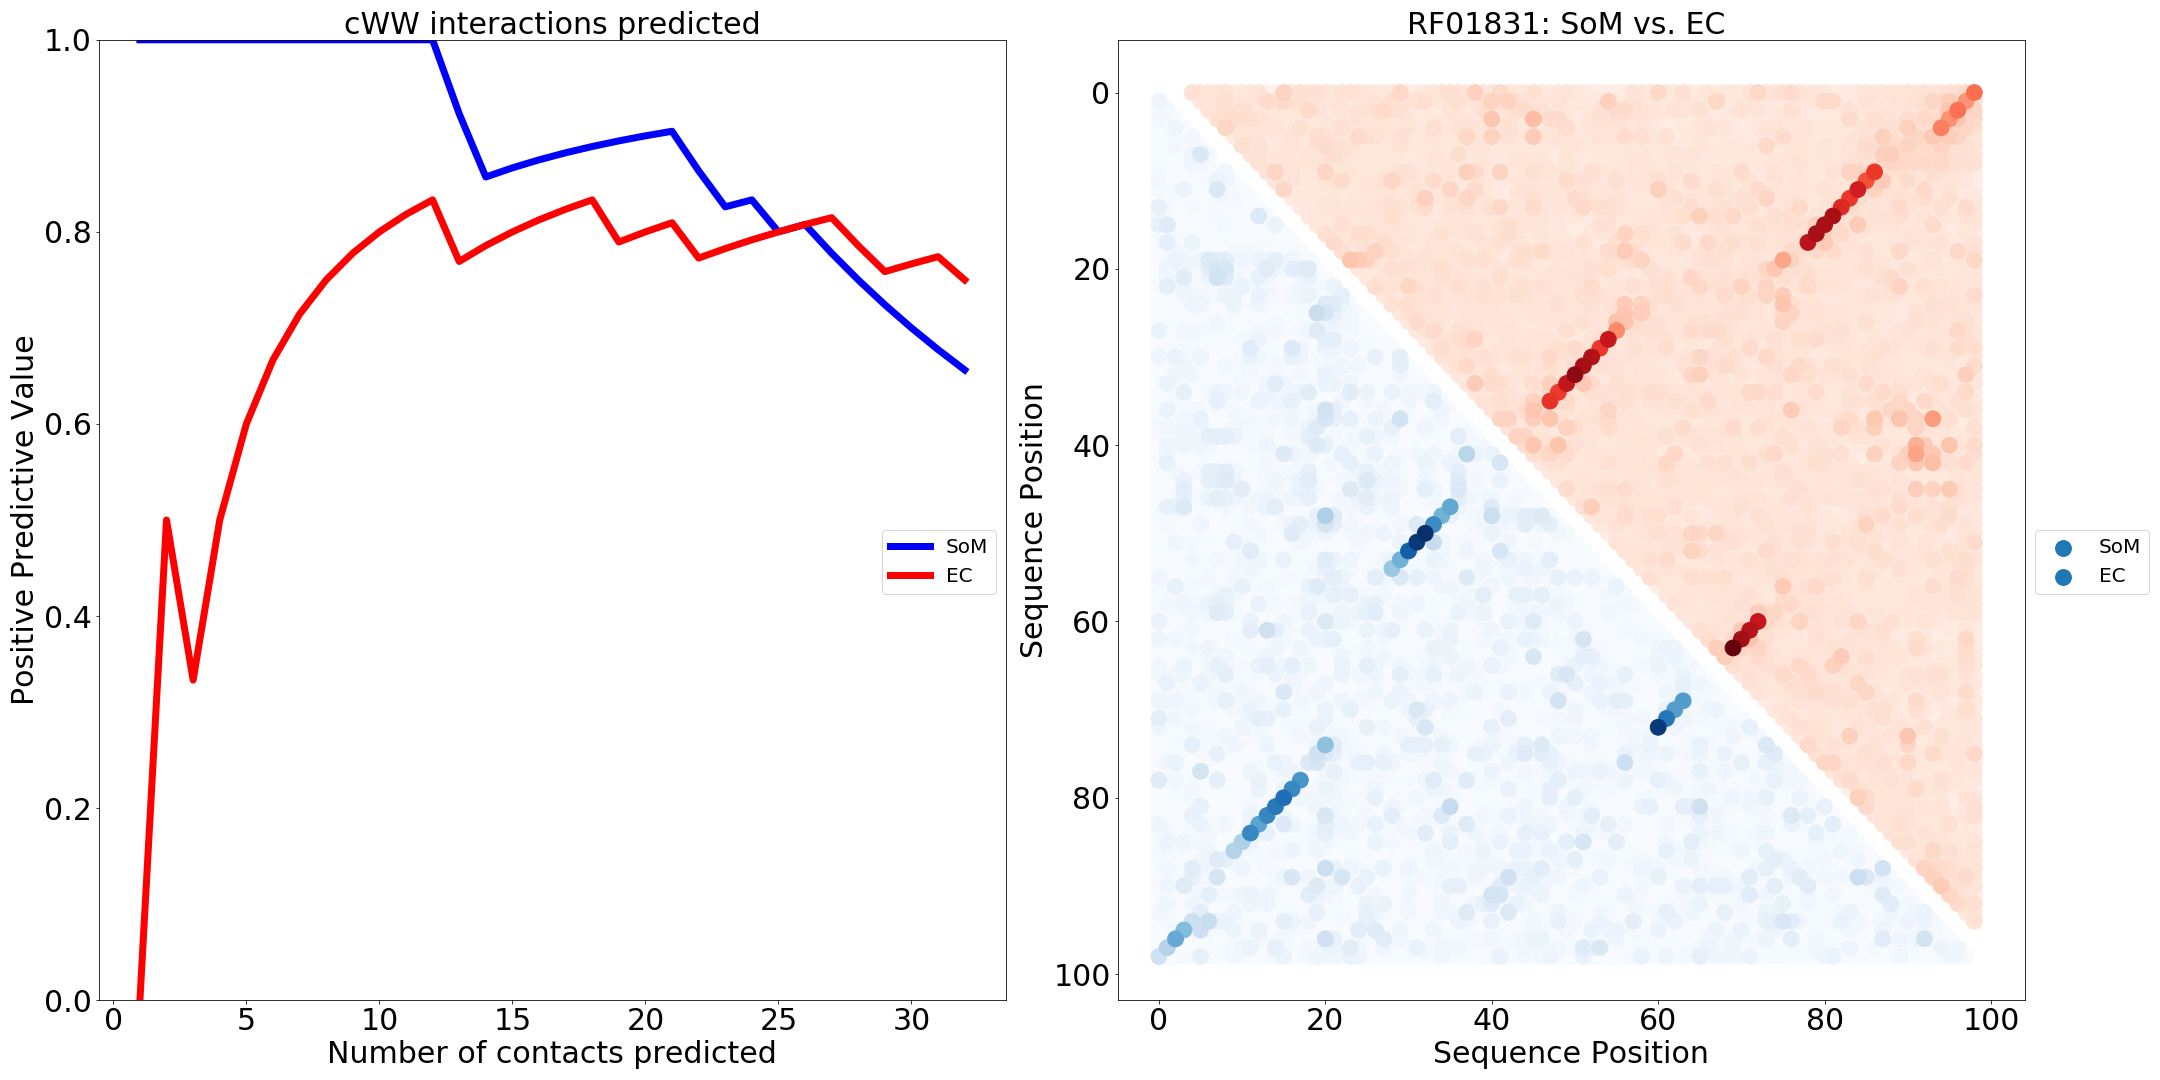 cWW interactions predicted
1.0
0.8
0.6
0.4
0.2
0.0
Positive Predictive Value
0 5 10 15 20 25 30
Number of contacts predicted
SoM
EC
RF01831: SoM vs. EC
0
20
40
60
80
100
Sequence Position
0 20 40 60 80 100
Sequence Position
SoM
EC